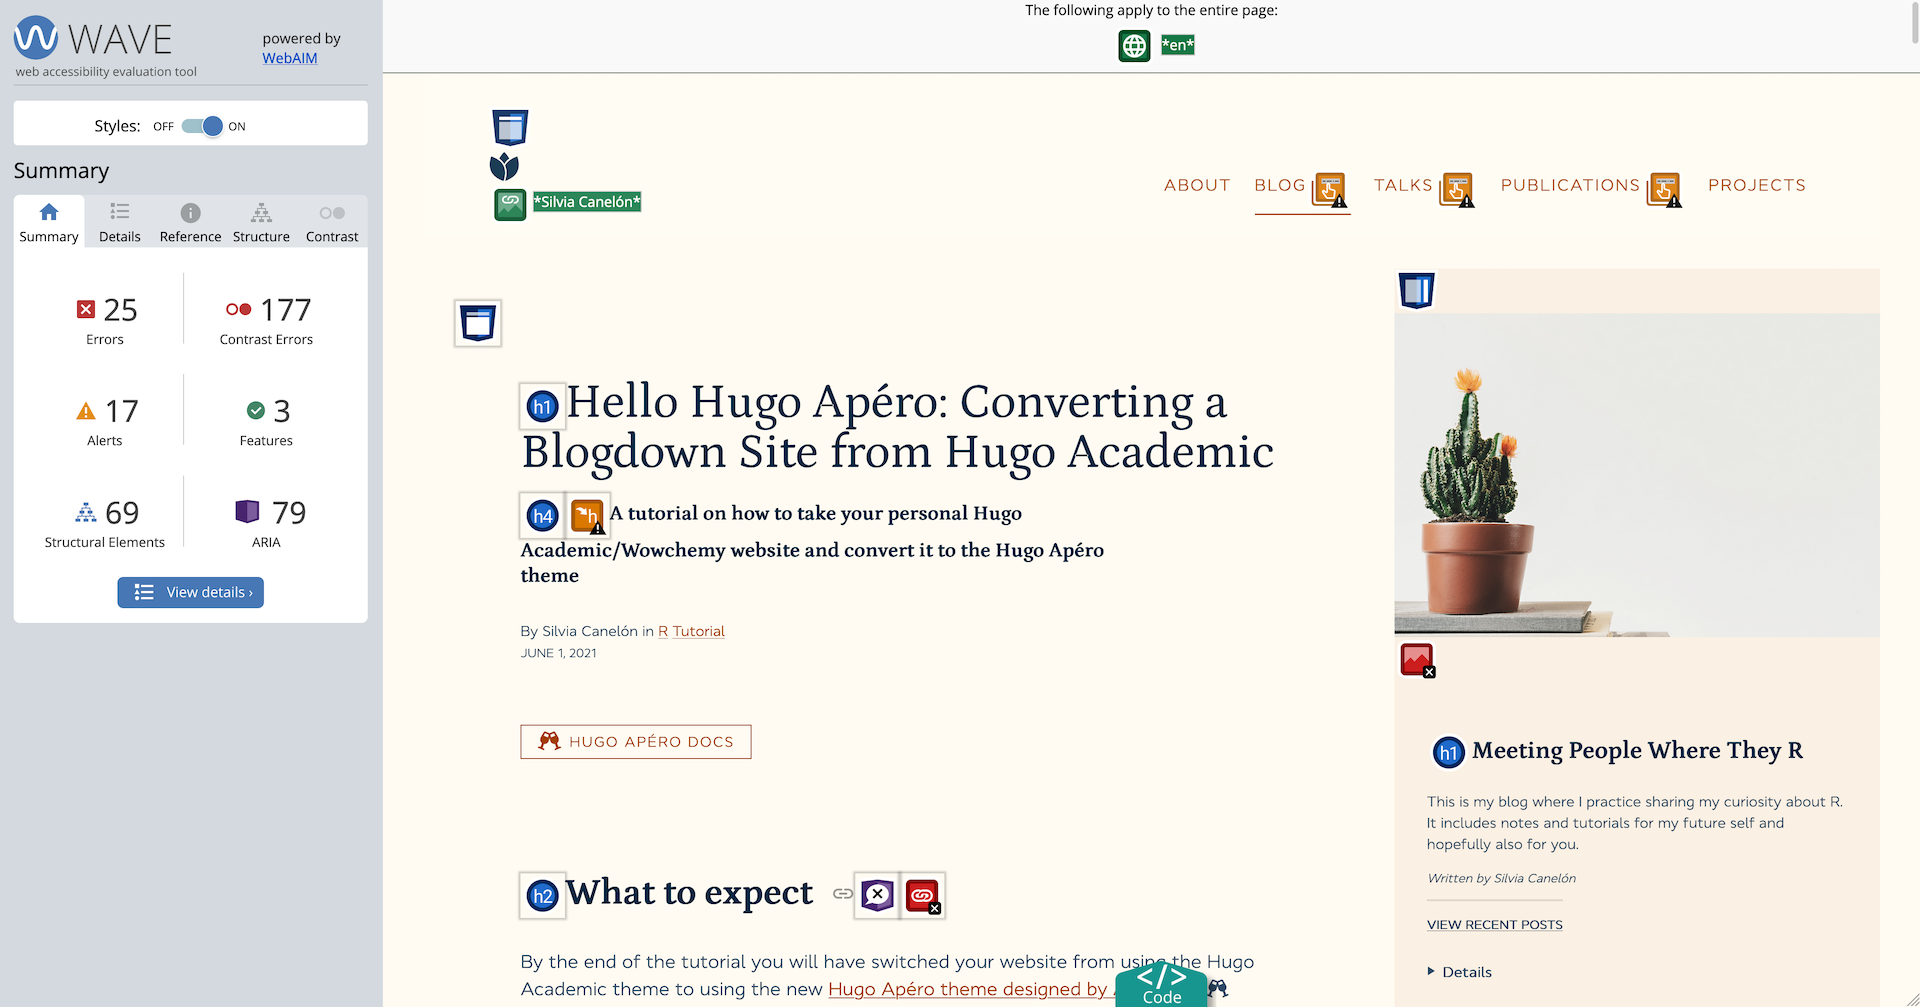 WAVE
powered by
WebAIM
web accessibility evaluation tool
Styles: OFF ON
Summary
Summary Details Reference Structure Contrast
25
Errors
177
Contrast Errors
17
Alerts
3
Features
69
Structural Elements
79
ARIA
View details ›
The following apply to the entire page:
*en*
*Silvia Canelón*
ABOUT BLOG TALKS PUBLICATIONS PROJECTS
h1 Hello Hugo Apéro: Converting a
Blogdown Site from Hugo Academic
h4 h A tutorial on how to take your personal Hugo
Academic/Wowchemy website and convert it to the Hugo Apéro
theme
By Silvia Canelón in R Tutorial
JUNE 1, 2021
HUGO APÉRO DOCS
h2 What to expect
By the end of the tutorial you will have switched your website from using the Hugo
Academic theme to using the new Hugo Apéro theme designed by
</> Code
h1 Meeting People Where They R
This is my blog where I practice sharing my curiosity about R.
It includes notes and tutorials for my future self and
hopefully also for you.
Written by Silvia Canelón
VIEW RECENT POSTS
Details